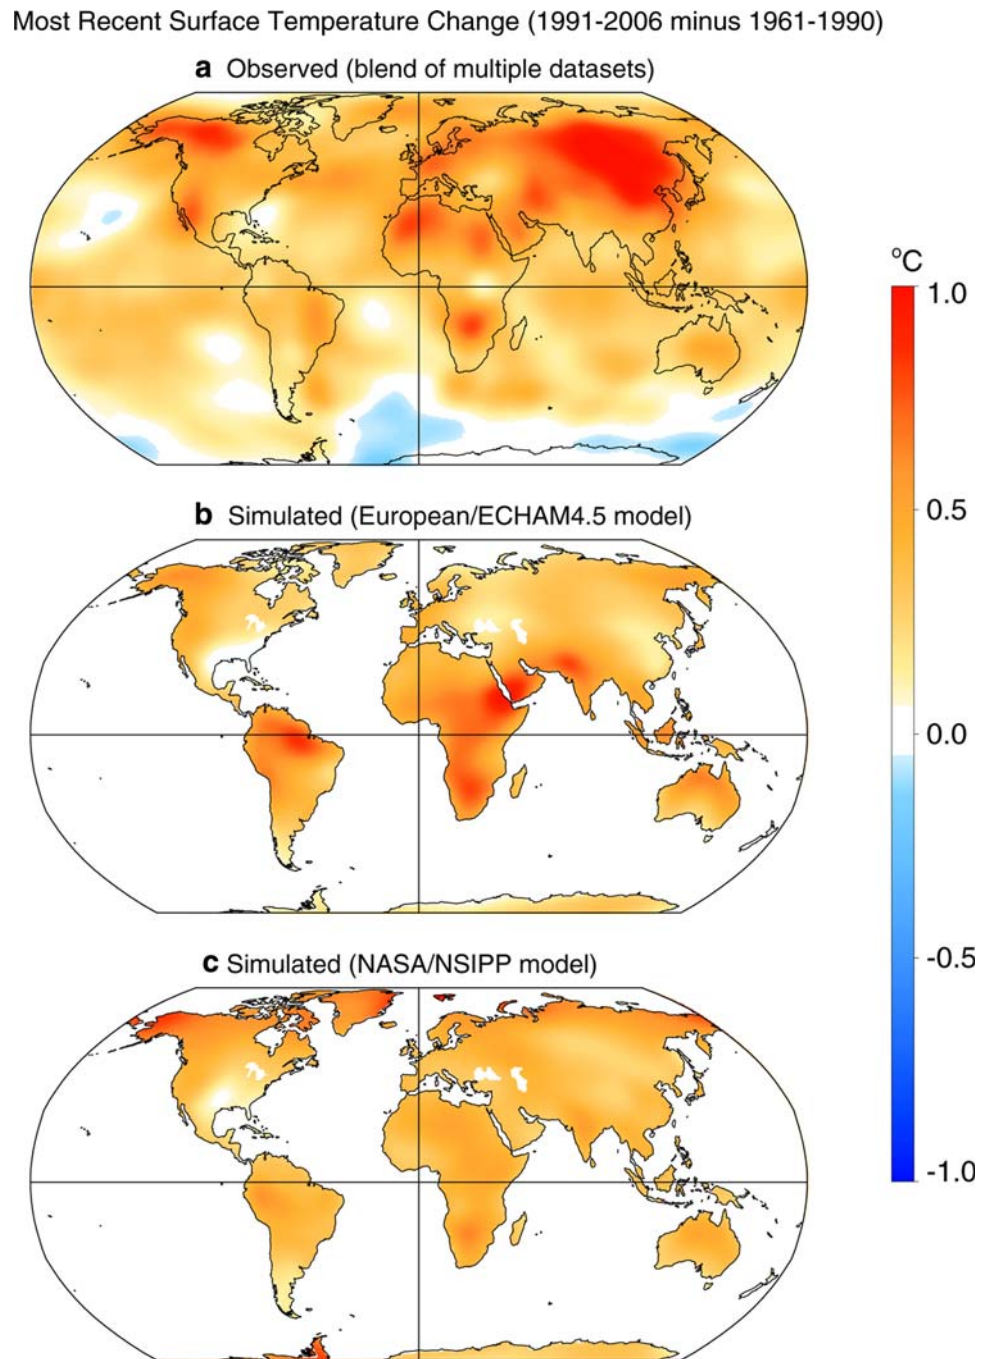 Most Recent Surface Temperature Change (1991-2006 minus 1961-1990)
a Observed (blend of multiple datasets)
b Simulated (European/ECHAM4.5 model)
c Simulated (NASA/NSIPP model)
°C
1.0
0.5
0.0
-0.5
-1.0